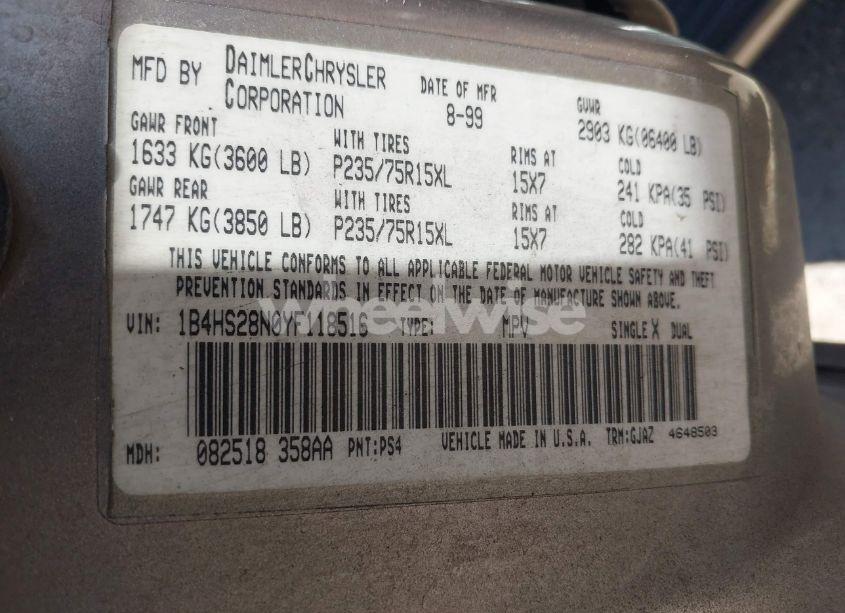 MFD BY DAIMLERCHRYSLER CORPORATION DATE OF MFR 8-99 GVWR 2903 KG(06400 LB)
GAWR FRONT WITH TIRES RIMS AT COLD
1633 KG(3600 LB) P235/75R15XL 15X7 241 KPA(35 PSI)
GAWR REAR WITH TIRES RIMS AT COLD
1747 KG(3850 LB) P235/75R15XL 15X7 282 KPA(41 PSI)
THIS VEHICLE CONFORMS TO ALL APPLICABLE FEDERAL MOTOR VEHICLE SAFETY AND THEFT
PREVENTION STANDARDS IN EFFECT ON THE DATE OF MANUFACTURE SHOWN ABOVE.
wheelwise
VIN: 1B4HS28N0YF118516 TYPE: MPV SINGLE X DUAL
MDH: 082518 358AA PNT:PS4 VEHICLE MADE IN U.S.A. TRM:GJAZ 4648503